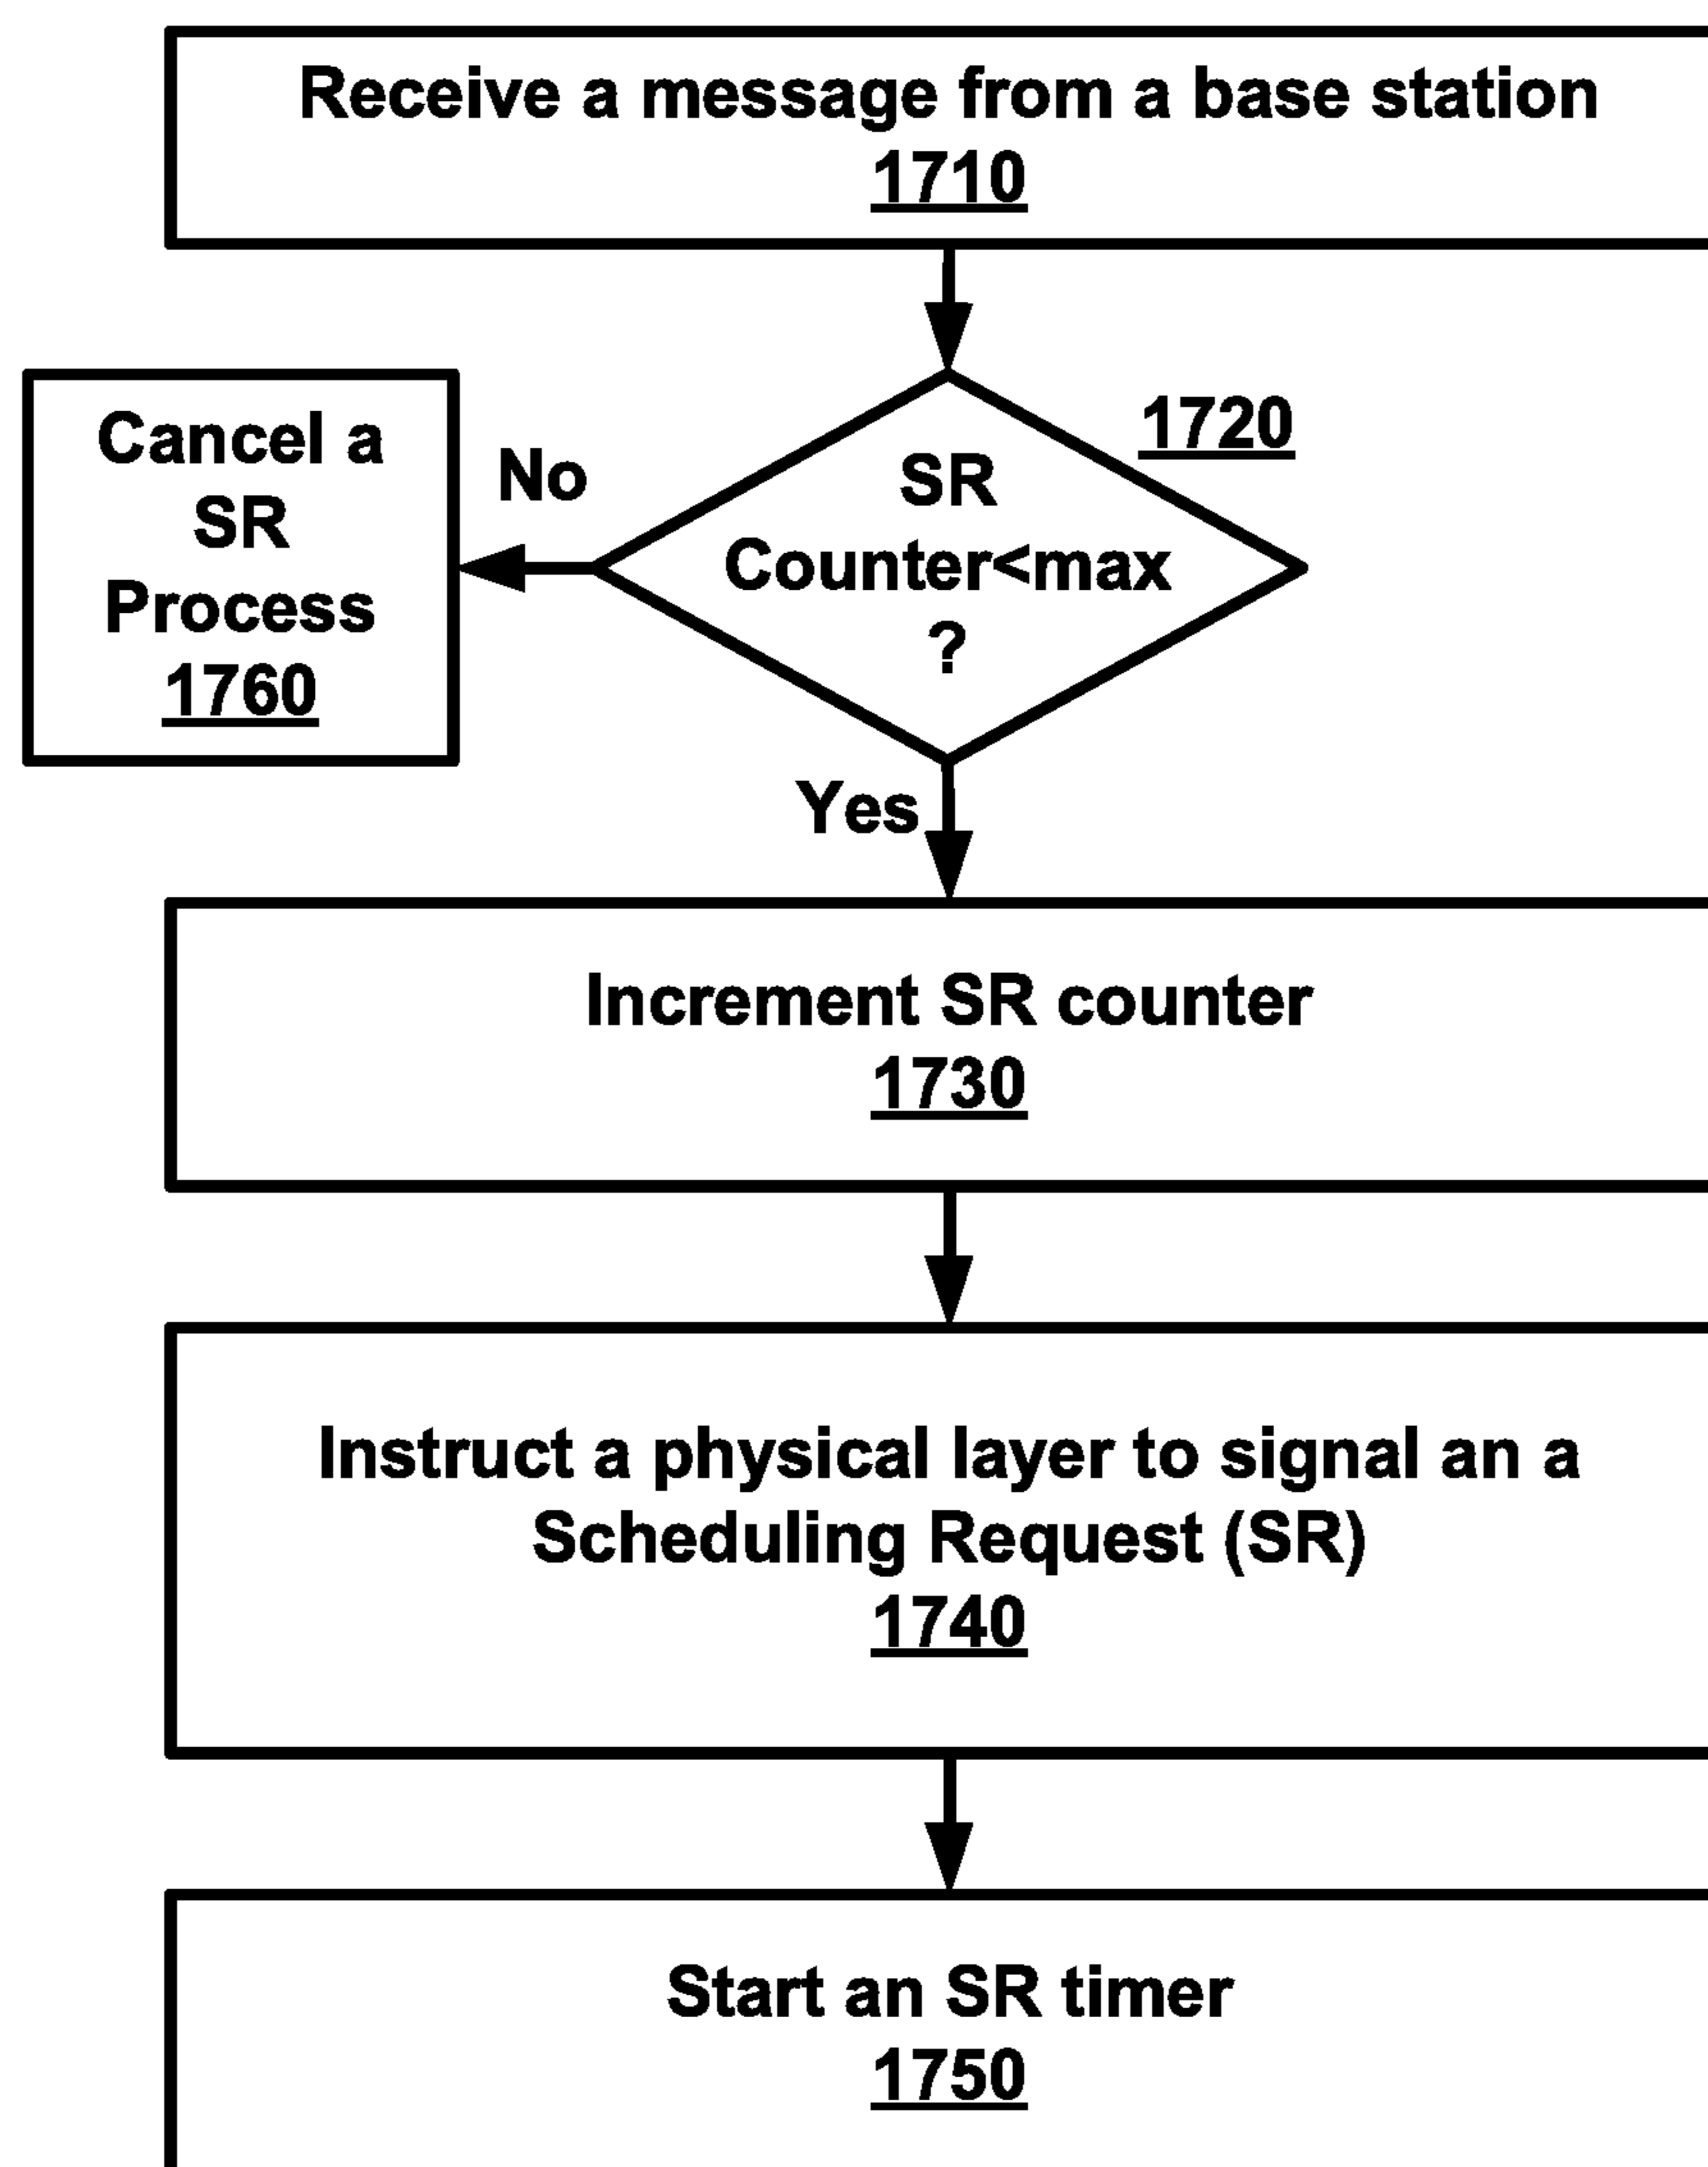 Receive a message from a base station
1710
1720
SR
Counter<max
?
No
Cancel a
SR
Process
1760
Yes
Increment SR counter
1730
Instruct a physical layer to signal an a
Scheduling Request (SR)
1740
Start an SR timer
1750